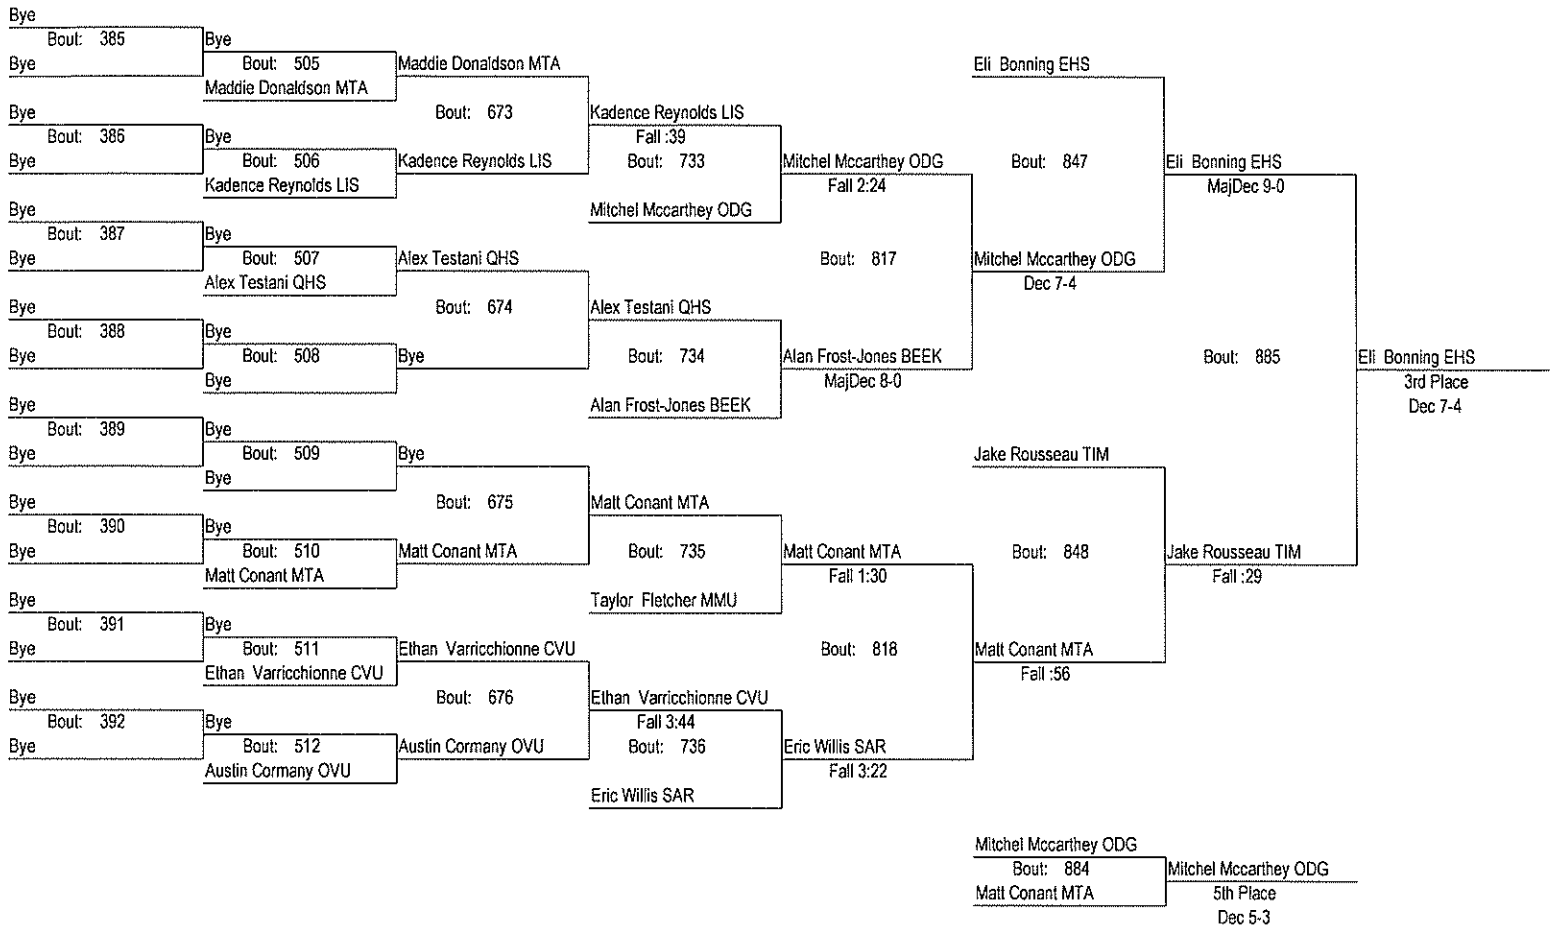 Bye
Bout: 385
Bye
Bye
Bout: 386
Bye
Bye
Bout: 387
Bye
Bye
Bout: 388
Bye
Bye
Bout: 389
Bye
Bye
Bout: 390
Bye
Bye
Bout: 391
Bye
Bye
Bout: 392
Bye
Bye
Bout: 505
Maddie Donaldson MTA
Bye
Bout: 506
Kadence Reynolds LIS
Bye
Bout: 507
Alex Testani QHS
Bye
Bout: 508
Bye
Bye
Bout: 509
Bye
Bye
Bout: 510
Matt Conant MTA
Bye
Bout: 511
Ethan Varricchionne CVU
Bye
Bout: 512
Austin Cormany OVU
Maddie Donaldson MTA
Bout: 673
Kadence Reynolds LIS
Alex Testani QHS
Bout: 674
Bye
Bye
Bout: 675
Matt Conant MTA
Ethan Varricchionne CVU
Bout: 676
Austin Cormany OVU
Kadence Reynolds LIS
Fall :39
Bout: 733
Mitchel Mccarthey ODG
Alex Testani QHS
Bout: 734
Alan Frost-Jones BEEK
Matt Conant MTA
Bout: 735
Taylor Fletcher MMU
Ethan Varricchionne CVU
Fall 3:44
Bout: 736
Eric Willis SAR
Mitchel Mccarthey ODG
Fall 2:24
Bout: 817
Alan Frost-Jones BEEK
MajDec 8-0
Matt Conant MTA
Fall 1:30
Bout: 818
Eric Willis SAR
Fall 3:22
Eli Bonning EHS
Bout: 847
Mitchel Mccarthey ODG
Dec 7-4
Jake Rousseau TIM
Bout: 848
Matt Conant MTA
Fall :56
Eli Bonning EHS
MajDec 9-0
Bout: 885
Jake Rousseau TIM
Fall :29
Eli Bonning EHS
3rd Place
Dec 7-4
Mitchel Mccarthey ODG
Bout: 884
Matt Conant MTA
Mitchel Mccarthey ODG
5th Place
Dec 5-3